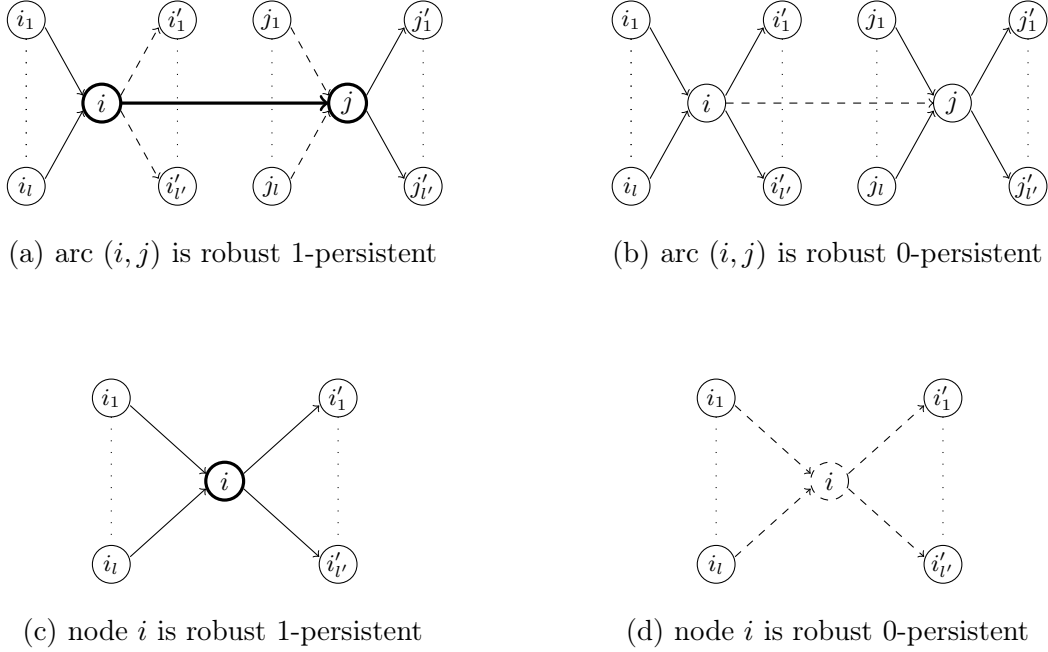 i₁ i′₁ j₁ j′₁ i₁ i′₁ j₁ j′₁
i j i j
iₗ i′ₗ′ jₗ j′ₗ′ iₗ i′ₗ′ jₗ j′ₗ′
(a) arc (i, j) is robust 1-persistent (b) arc (i, j) is robust 0-persistent
i₁ i′₁ i₁ i′₁
i i
iₗ i′ₗ′ iₗ i′ₗ′
(c) node i is robust 1-persistent (d) node i is robust 0-persistent